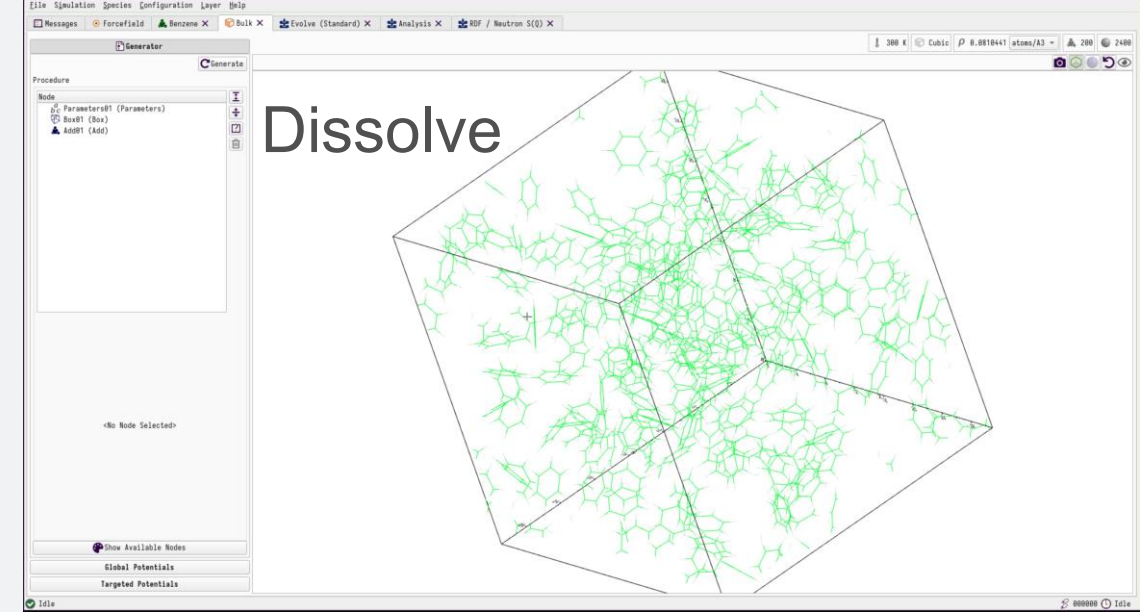 File Simulation Species Configuration Layer Help
Messages Forcefield Benzene X Bulk X Evolve (Standard) X Analysis X RDF / Neutron S(Q) X
Generator
300 K Cubic ρ 0.0810441 atoms/A3 200 2400
Generate
Procedure
Node
Parameters01 (Parameters)
Box01 (Box)
Add01 (Add)
Dissolve
<No Node Selected>
Show Available Nodes
Global Potentials
Targeted Potentials
Idle
000000 Idle